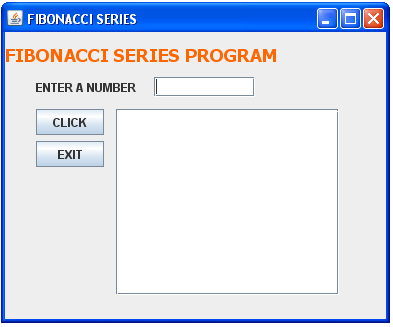 FIBONACCI SERIES
FIBONACCI SERIES PROGRAM
ENTER A NUMBER
CLICK
EXIT